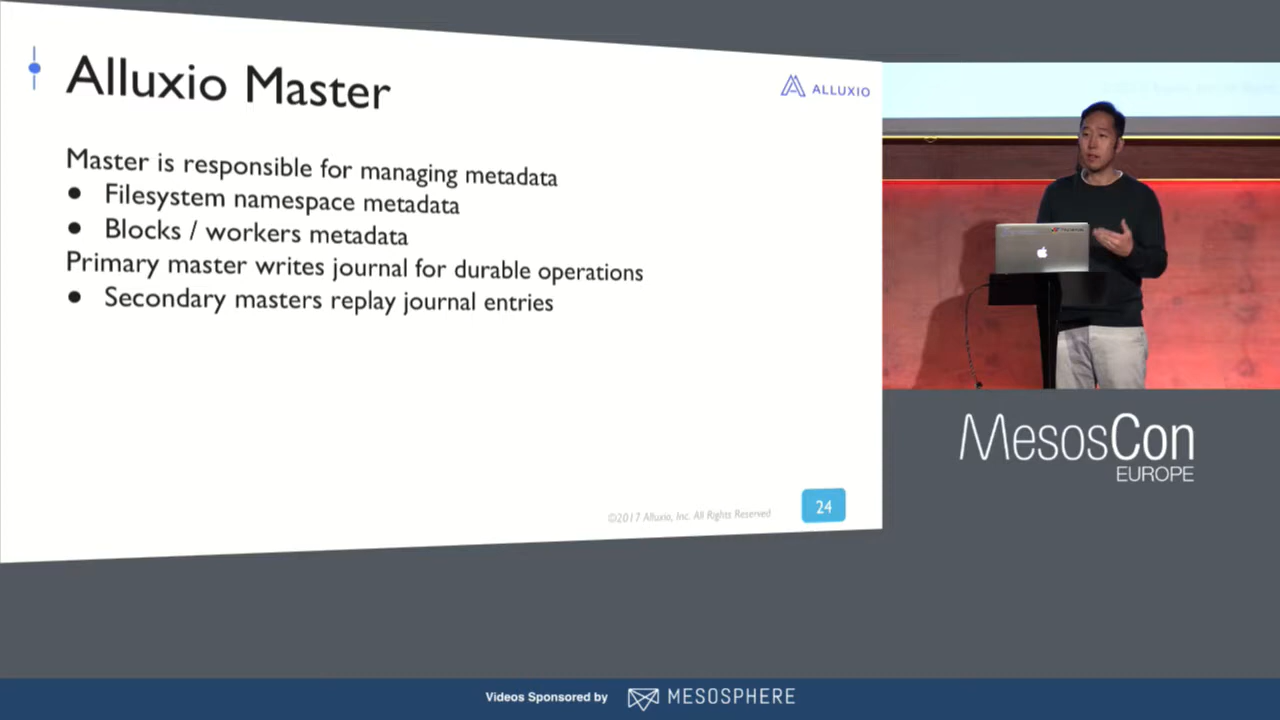 Alluxio Master
ALLUXIO
Master is responsible for managing metadata
● Filesystem namespace metadata
● Blocks / workers metadata
Primary master writes journal for durable operations
● Secondary masters replay journal entries
©2017 Alluxio, Inc. All Rights Reserved
24
MesosCon
EUROPE
Videos Sponsored by MESOSPHERE